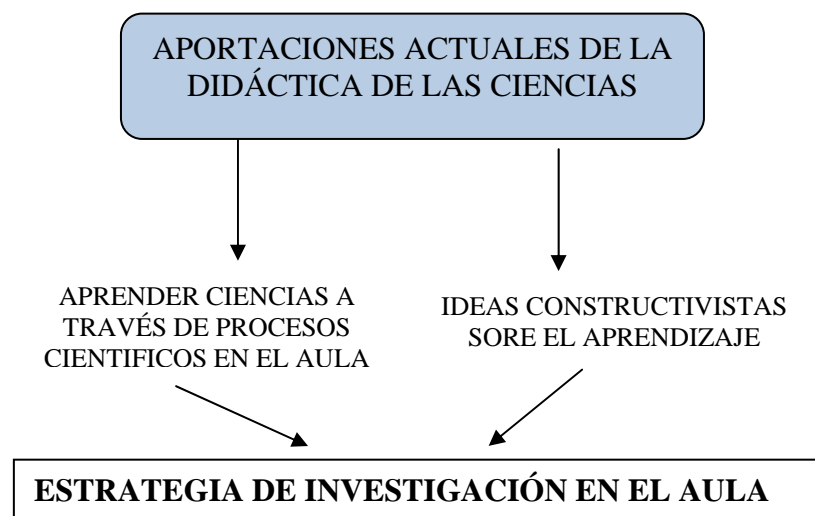 APORTACIONES ACTUALES DE LA
DIDÁCTICA DE LAS CIENCIAS
APRENDER CIENCIAS A
TRAVÉS DE PROCESOS
CIENTIFICOS EN EL AULA
IDEAS CONSTRUCTIVISTAS
SORE EL APRENDIZAJE
ESTRATEGIA DE INVESTIGACIÓN EN EL AULA